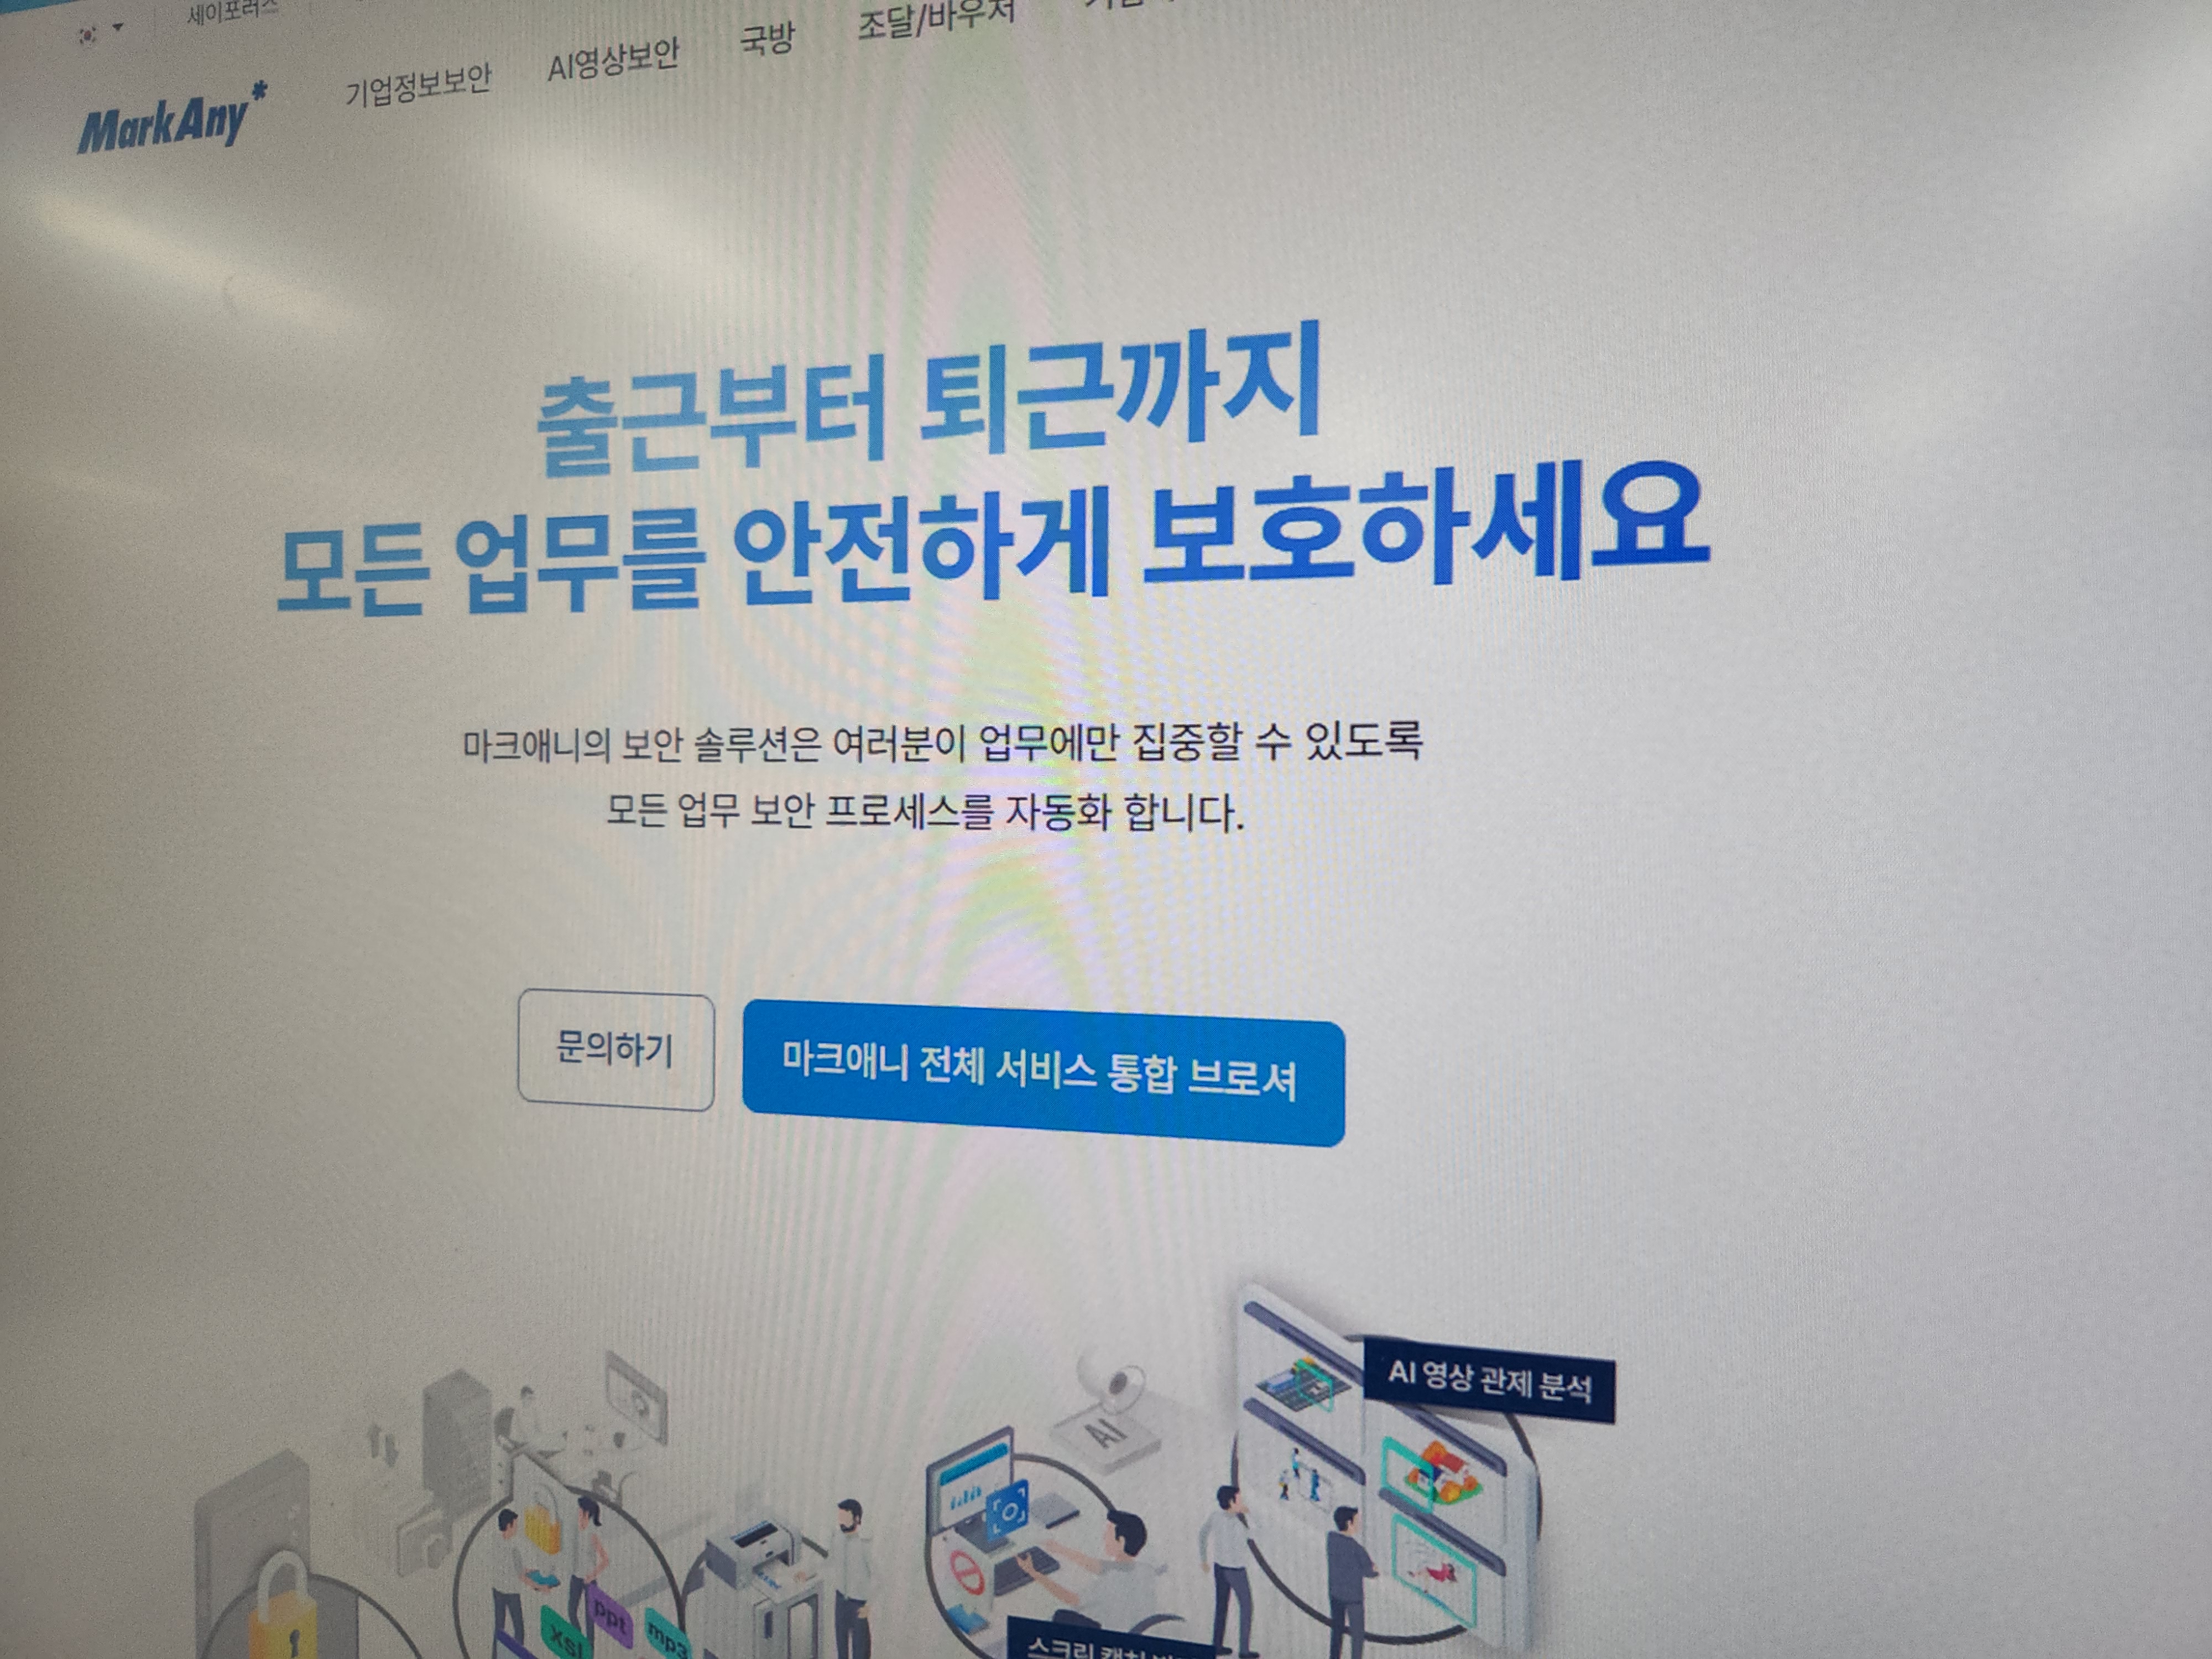 세이포러스
MarkAny*
기업정보보안
AI영상보안
국방
조달/바우처
출근부터 퇴근까지
모든 업무를 안전하게 보호하세요
마크애니의 보안 솔루션은 여러분이 업무에만 집중할 수 있도록
모든 업무 보안 프로세스를 자동화 합니다.
문의하기
마크애니 전체 서비스 통합 브로셔
AI 영상 관제 분석
AI
ppt
xsl
mp3
스크린 캡처